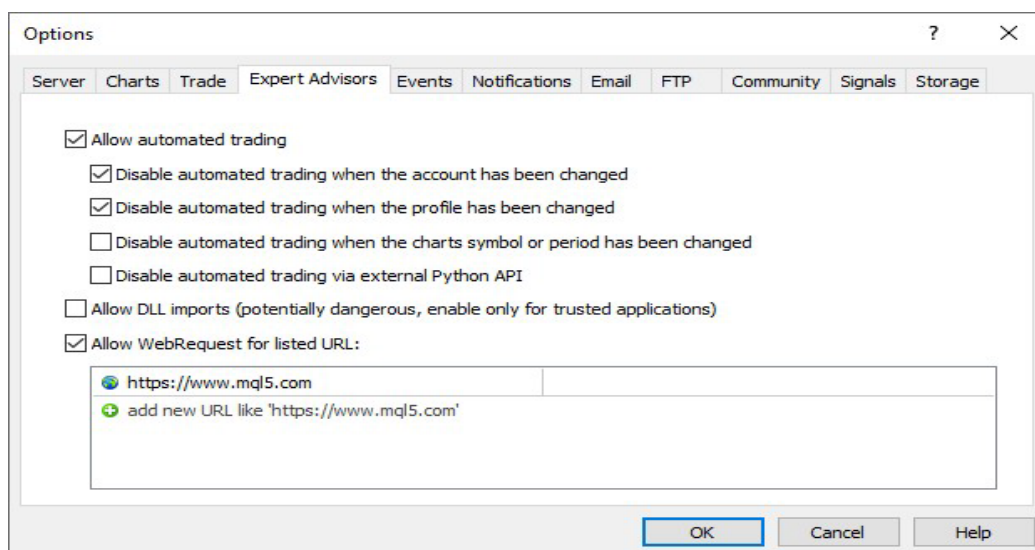 Options ?
Server Charts Trade Expert Advisors Events Notifications Email FTP Community Signals Storage
Allow automated trading
Disable automated trading when the account has been changed
Disable automated trading when the profile has been changed
Disable automated trading when the charts symbol or period has been changed
Disable automated trading via external Python API
Allow DLL imports (potentially dangerous, enable only for trusted applications)
Allow WebRequest for listed URL:
https://www.mql5.com
add new URL like 'https://www.mql5.com'
OK Cancel Help